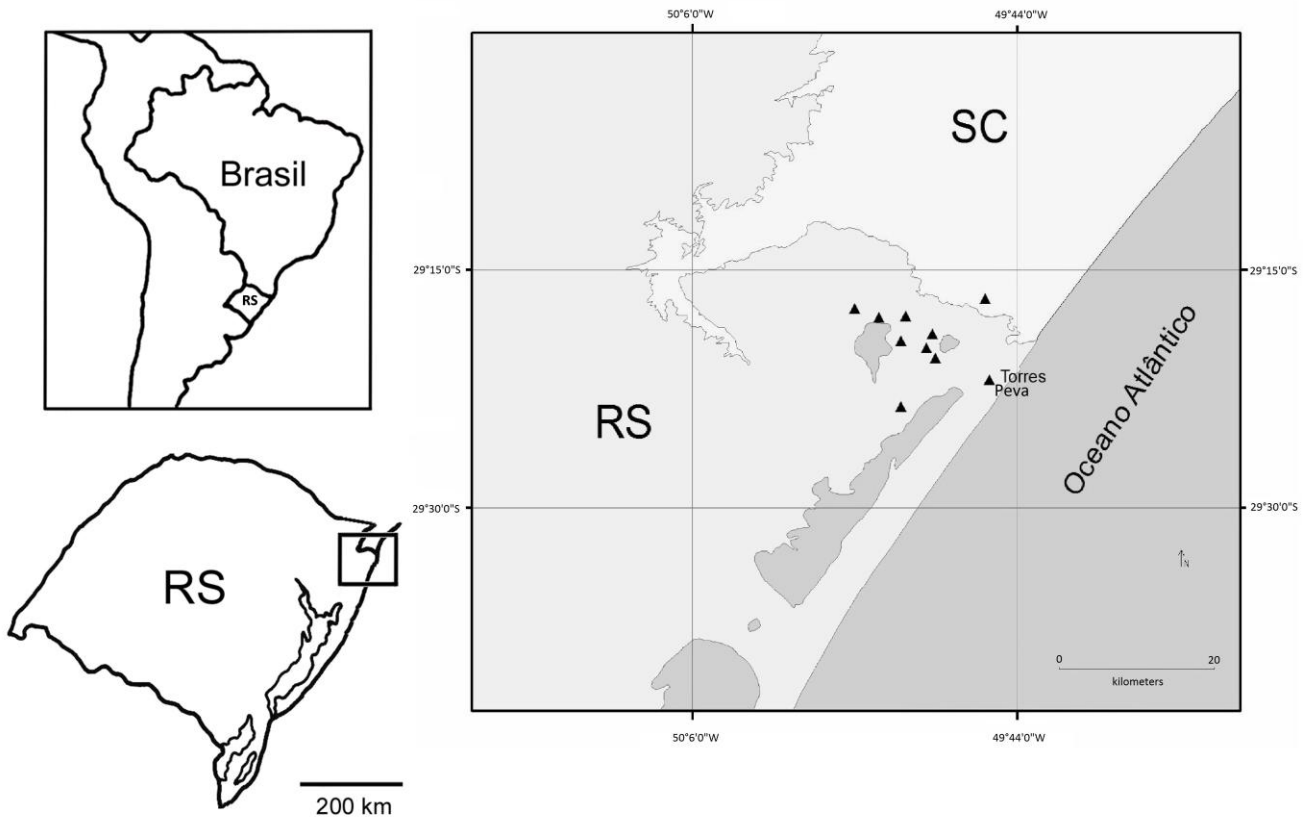 Brasil
RS
RS
200 km
50°6'0"W
49°44'0"W
SC
29°15'0"S
29°15'0"S
RS
Torres
Peva
Oceano Atlântico
29°30'0"S
29°30'0"S
N
0 20
kilometers
50°6'0"W
49°44'0"W